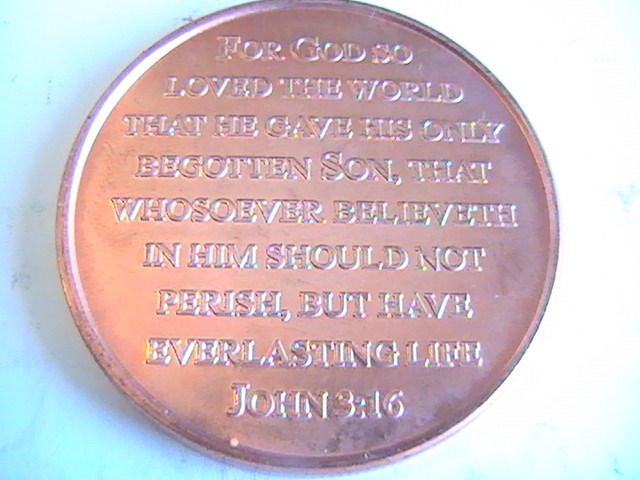 For God so
loved the world
that he gave his only
begotten Son, that
whosoever believeth
in him should not
perish, but have
everlasting life
John 3:16